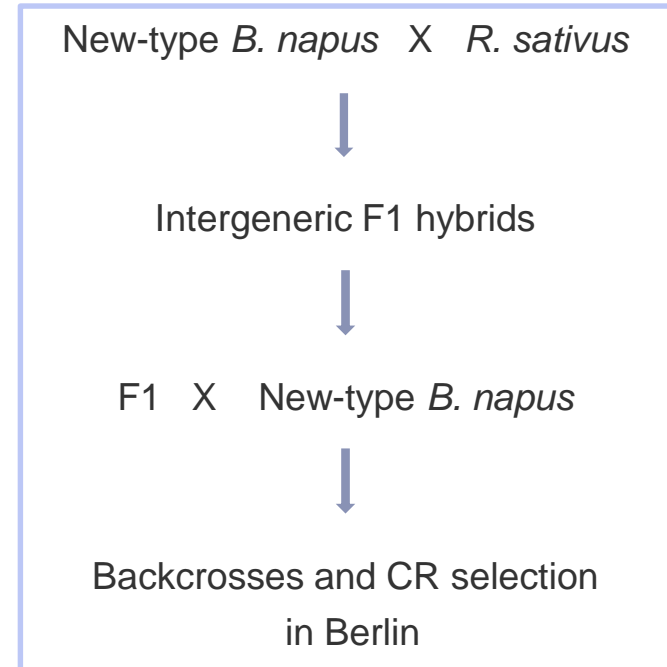 New-type B. napus X R. sativus
Intergeneric F1 hybrids
F1 X New-type B. napus
Backcrosses and CR selection
in Berlin